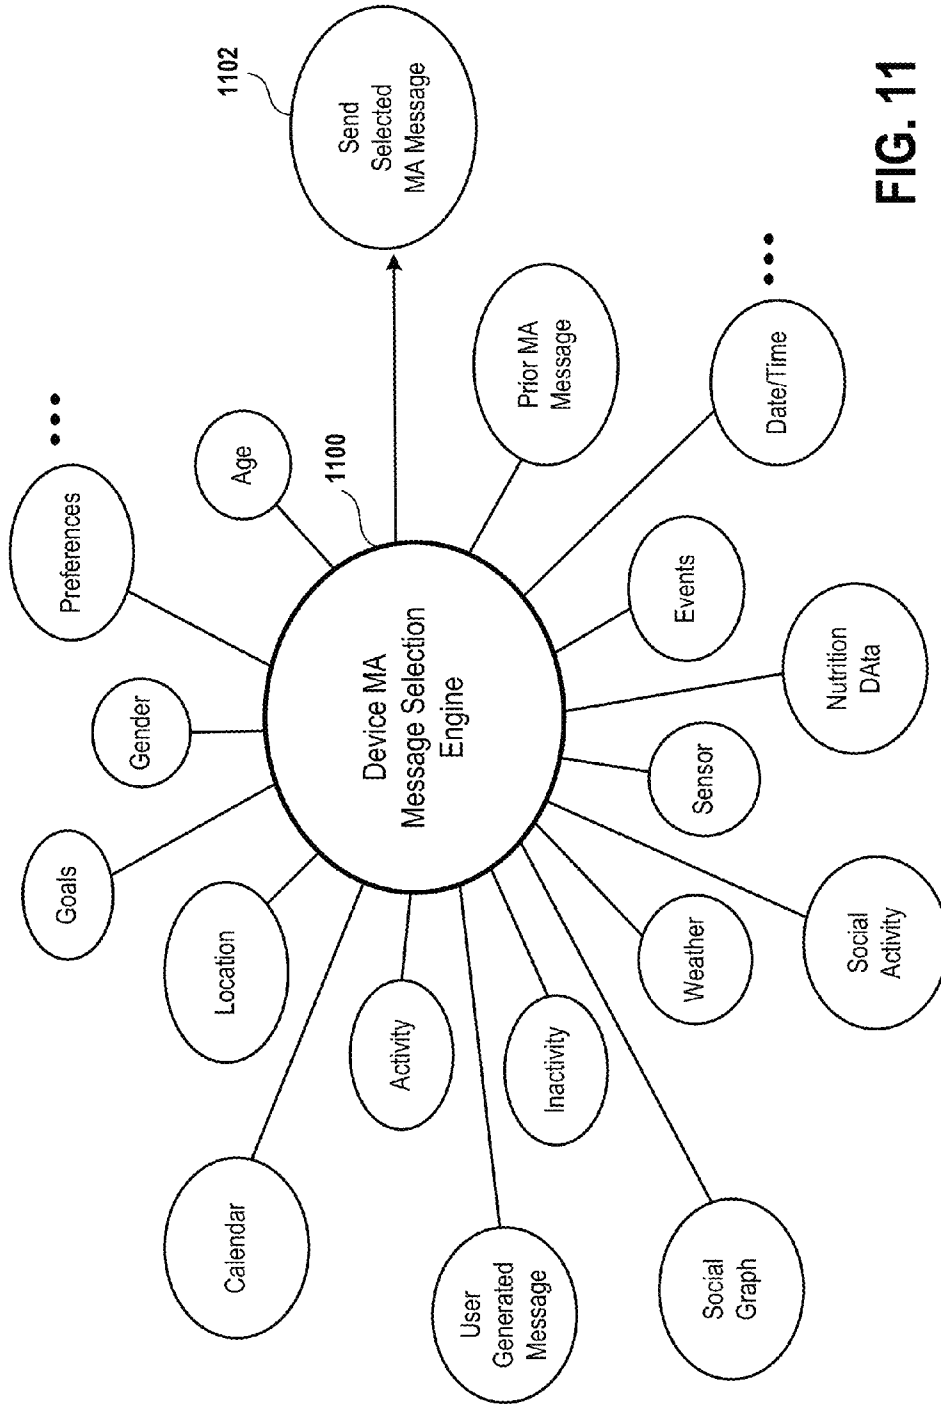 Preferences
Goals
Gender
Age
1102
Location
Calendar
1100
Send
Selected
MA Message
Device MA
Message Selection
Engine
Activity
User
Generated
Message
Inactivity
Prior MA
Message
Events
Sensor
Weather
Social
Graph
Date/Time
Nutrition
DAta
Social
Activity
FIG. 11